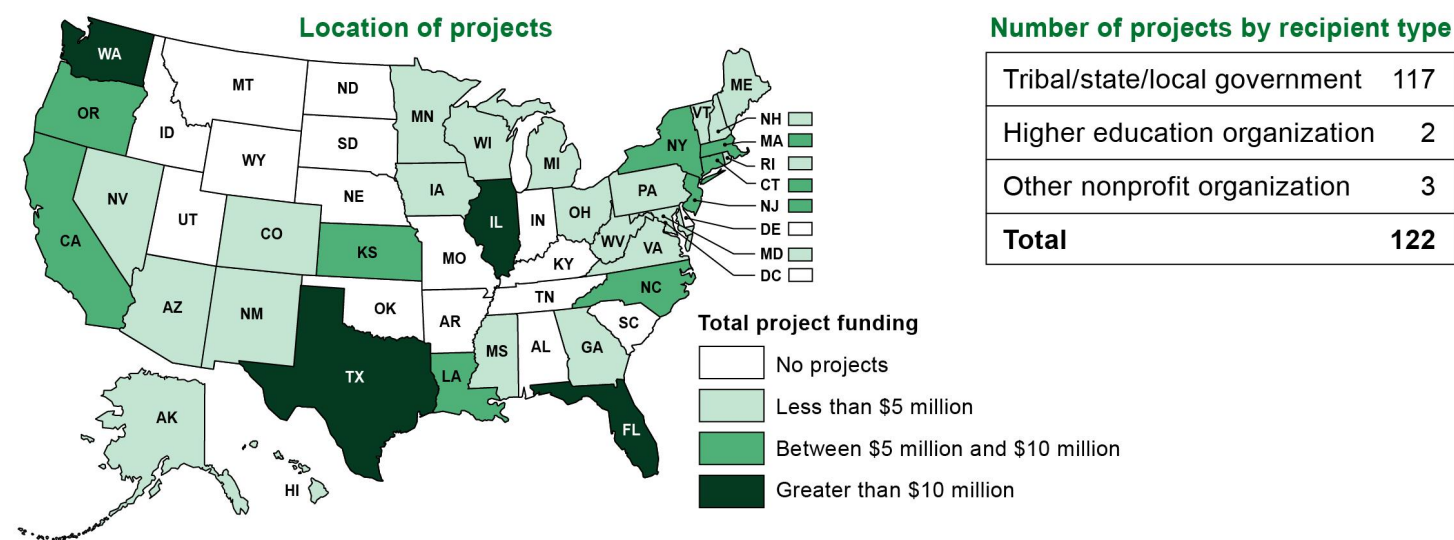 Location of projects
WA
MT
ND
OR
ID
SD
WY
NE
NV
UT
CO
CA
KS
AZ
NM
OK
TX
MN
WI
MI
IA
IL
IN
OH
MO
KY
WV
VA
PA
NY
VT
ME
NH
MA
RI
CT
NJ
DE
MD
DC
TN
NC
AR
SC
MS
AL
GA
LA
FL
AK
HI
Total project funding
No projects
Less than $5 million
Between $5 million and $10 million
Greater than $10 million
Number of projects by recipient type
Tribal/state/local government 117
Higher education organization 2
Other nonprofit organization 3
Total 122